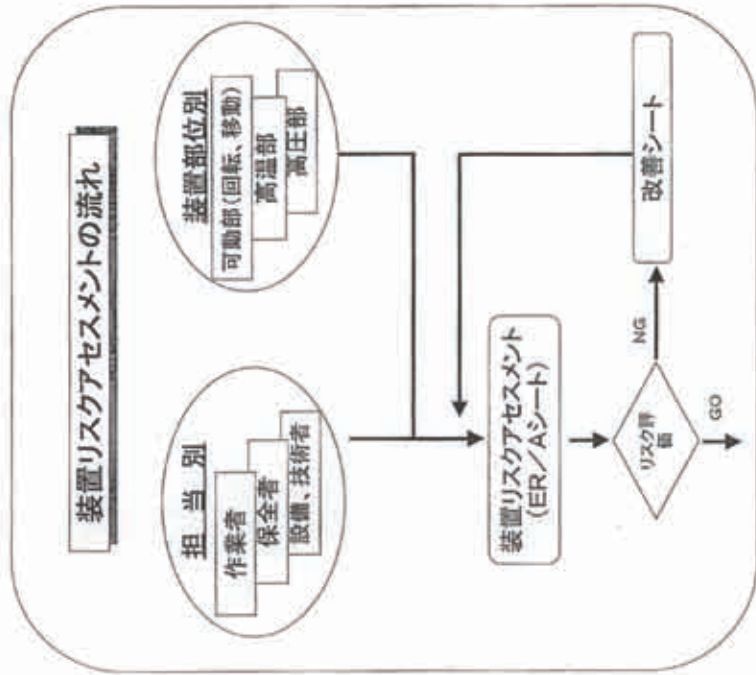 装置リスクアセスメントの流れ
担 当 別
作業者
保全者
設備、技術者
装置部位別
可動部(回転、移動)
高温部
高圧部
装置リスクアセスメント
(ER/Aシート)
リスク評
価
NG
改善シート
GO